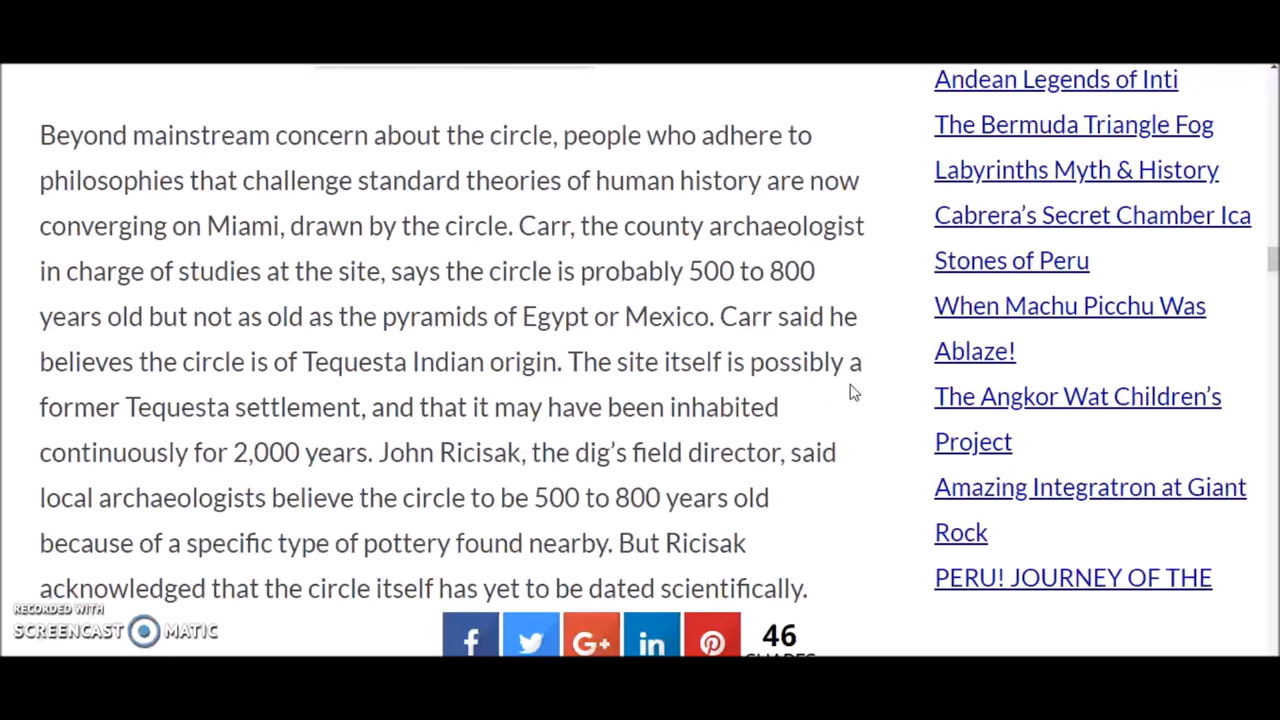 Beyond mainstream concern about the circle, people who adhere to
philosophies that challenge standard theories of human history are now
converging on Miami, drawn by the circle. Carr, the county archaeologist
in charge of studies at the site, says the circle is probably 500 to 800
years old but not as old as the pyramids of Egypt or Mexico. Carr said he
believes the circle is of Tequesta Indian origin. The site itself is possibly a
former Tequesta settlement, and that it may have been inhabited
continuously for 2,000 years. John Ricisak, the dig’s field director, said
local archaeologists believe the circle to be 500 to 800 years old
because of a specific type of pottery found nearby. But Ricisak
acknowledged that the circle itself has yet to be dated scientifically.
Andean Legends of Inti
The Bermuda Triangle Fog
Labyrinths Myth & History
Cabrera’s Secret Chamber Ica
Stones of Peru
When Machu Picchu Was
Ablaze!
The Angkor Wat Children’s
Project
Amazing Integratron at Giant
Rock
PERU! JOURNEY OF THE
RECORDED WITH
SCREENCAST MATIC
f G+ in
46
SHARES